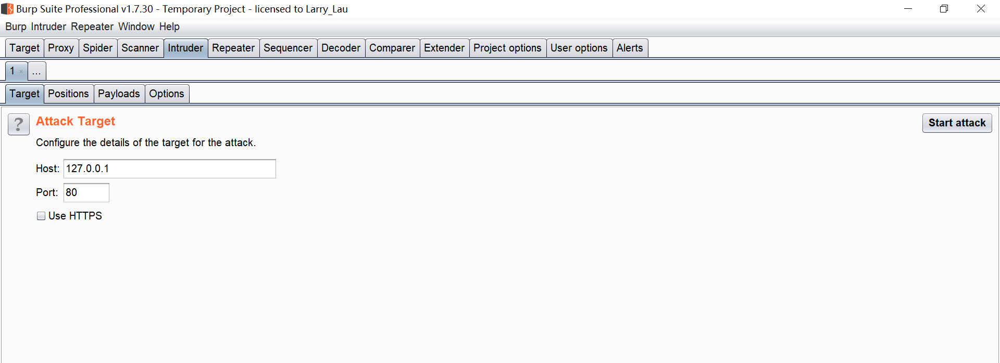 Burp Suite Professional v1.7.30 - Temporary Project - licensed to Larry_Lau
Burp Intruder Repeater Window Help
Target Proxy Spider Scanner Intruder Repeater Sequencer Decoder Comparer Extender Project options User options Alerts
1 × ...
Target Positions Payloads Options
? Attack Target Start attack
Configure the details of the target for the attack.
Host: 127.0.0.1
Port: 80
Use HTTPS